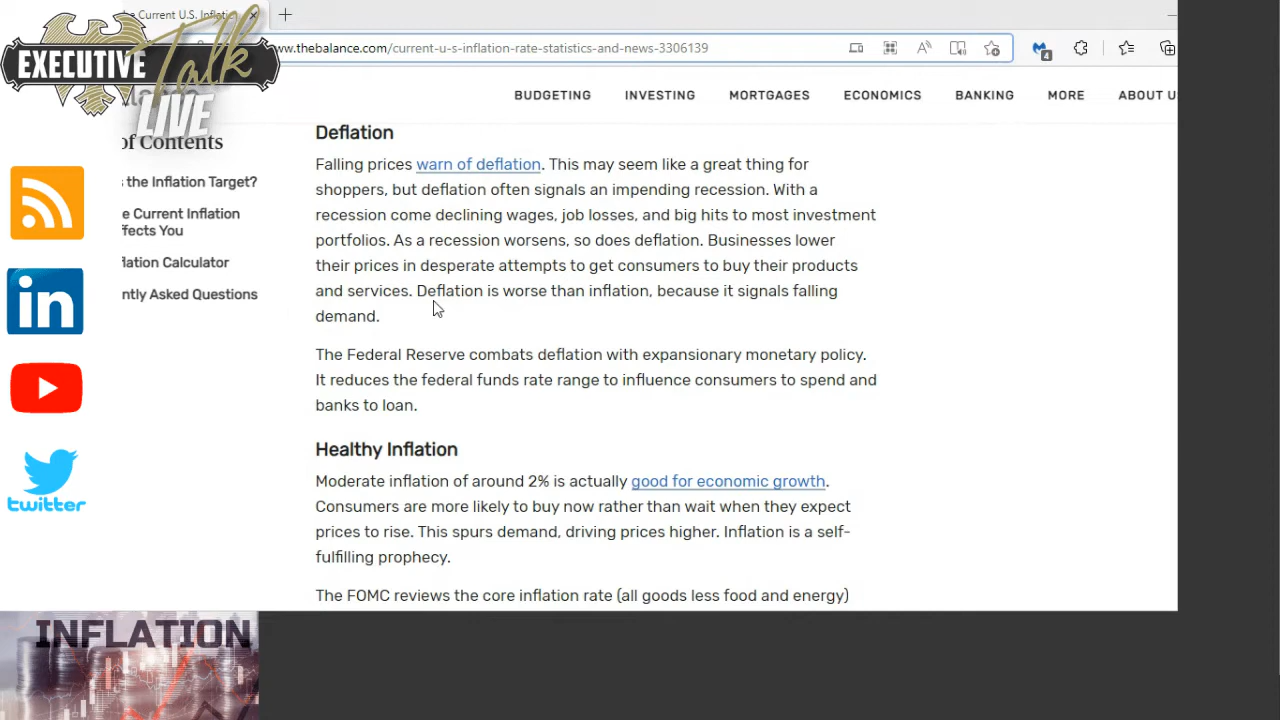 e Current U.S. Inflatio
www.thebalance.com/current-u-s-inflation-rate-statistics-and-news-3306139
4
EXECUTIVE
Talk
LIVE
BUDGETING INVESTING MORTGAGES ECONOMICS BANKING MORE ABOUT U
of Contents
the Inflation Target?
e Current Inflation
ffects You
flation Calculator
ntly Asked Questions
Deflation
Falling prices warn of deflation. This may seem like a great thing for
shoppers, but deflation often signals an impending recession. With a
recession come declining wages, job losses, and big hits to most investment
portfolios. As a recession worsens, so does deflation. Businesses lower
their prices in desperate attempts to get consumers to buy their products
and services. Deflation is worse than inflation, because it signals falling
demand.
The Federal Reserve combats deflation with expansionary monetary policy.
It reduces the federal funds rate range to influence consumers to spend and
banks to loan.
Healthy Inflation
Moderate inflation of around 2% is actually good for economic growth.
Consumers are more likely to buy now rather than wait when they expect
prices to rise. This spurs demand, driving prices higher. Inflation is a self-
fulfilling prophecy.
The FOMC reviews the core inflation rate (all goods less food and energy)
in
twitter
INFLATION